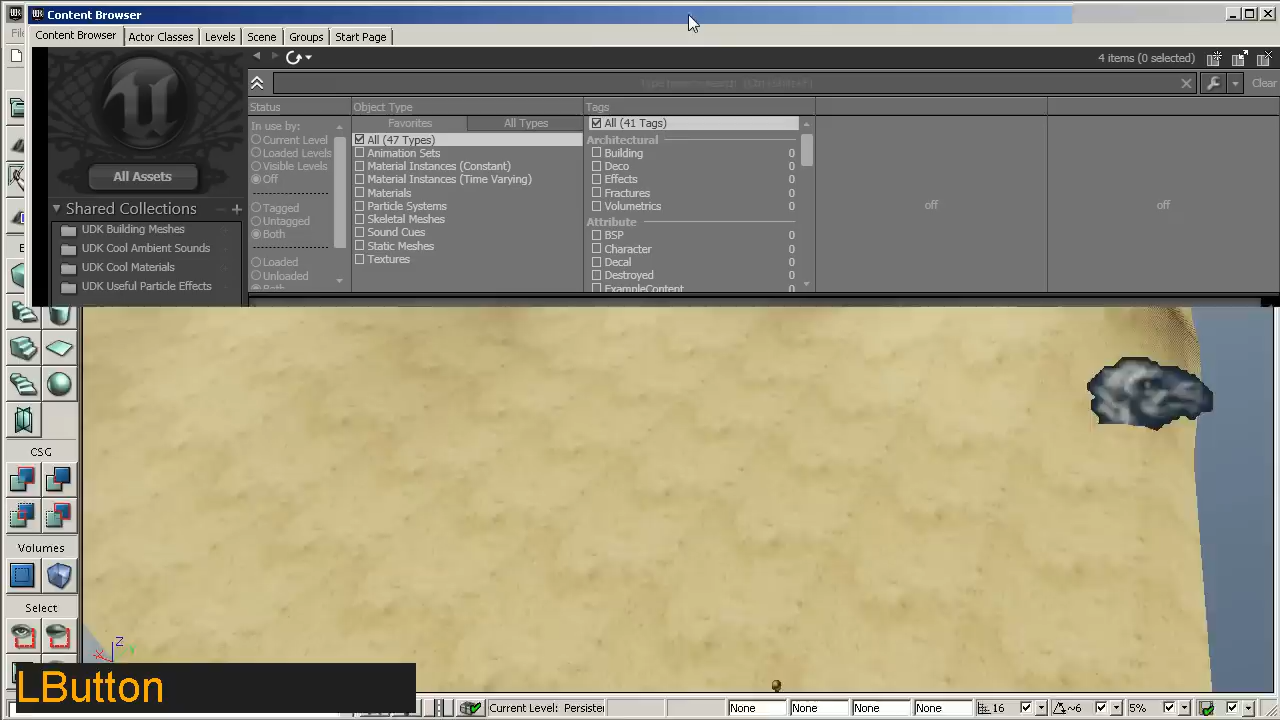 Content Browser
Content Browser Actor Classes Levels Scene Groups Start Page
4 items (0 selected)
Clear
Status Object Type Tags
In use by: Favorites All Types All (41 Tags)
Current Level All (47 Types) Architectural
Loaded Levels Animation Sets Building 0
Visible Levels Material Instances (Constant) Deco 0
Off Material Instances (Time Varying) Effects 0
Materials Fractures 0
Tagged Particle Systems Volumetrics 0 off off
Untagged Skeletal Meshes Attribute
Both Sound Cues BSP 0
Static Meshes Character 0
Loaded Textures Decal 0
Unloaded Destroyed 0
Both ExampleContent 0
All Assets
Shared Collections
UDK Building Meshes
UDK Cool Ambient Sounds
UDK Cool Materials
UDK Useful Particle Effects
CSG
Volumes
Select
Z
X
Y
LButton
Current Level: Persiste None None None None 16 5%